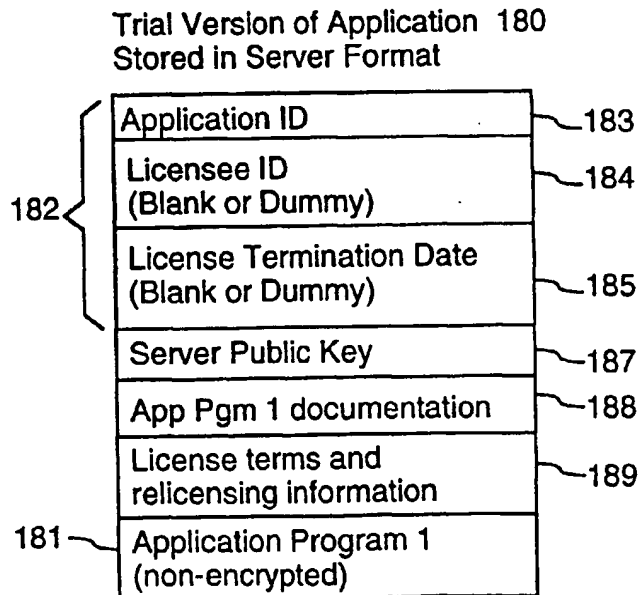 Trial Version of Application 180
Stored in Server Format
Application ID
183
Licensee ID
(Blank or Dummy)
184
182
License Termination Date
(Blank or Dummy)
185
Server Public Key
187
App Pgm 1 documentation
188
License terms and
relicensing information
189
181
Application Program 1
(non-encrypted)